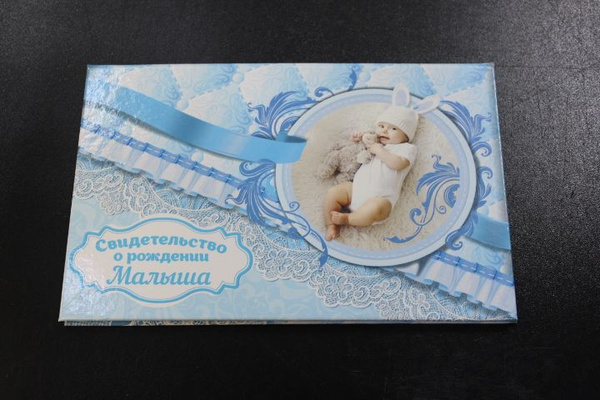 Свидетельство
о рождении
Малыша